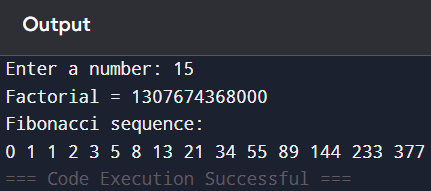 Output
Enter a number: 15
Factorial = 1307674368000
Fibonacci sequence:
0 1 1 2 3 5 8 13 21 34 55 89 144 233 377
=== Code Execution Successful ===